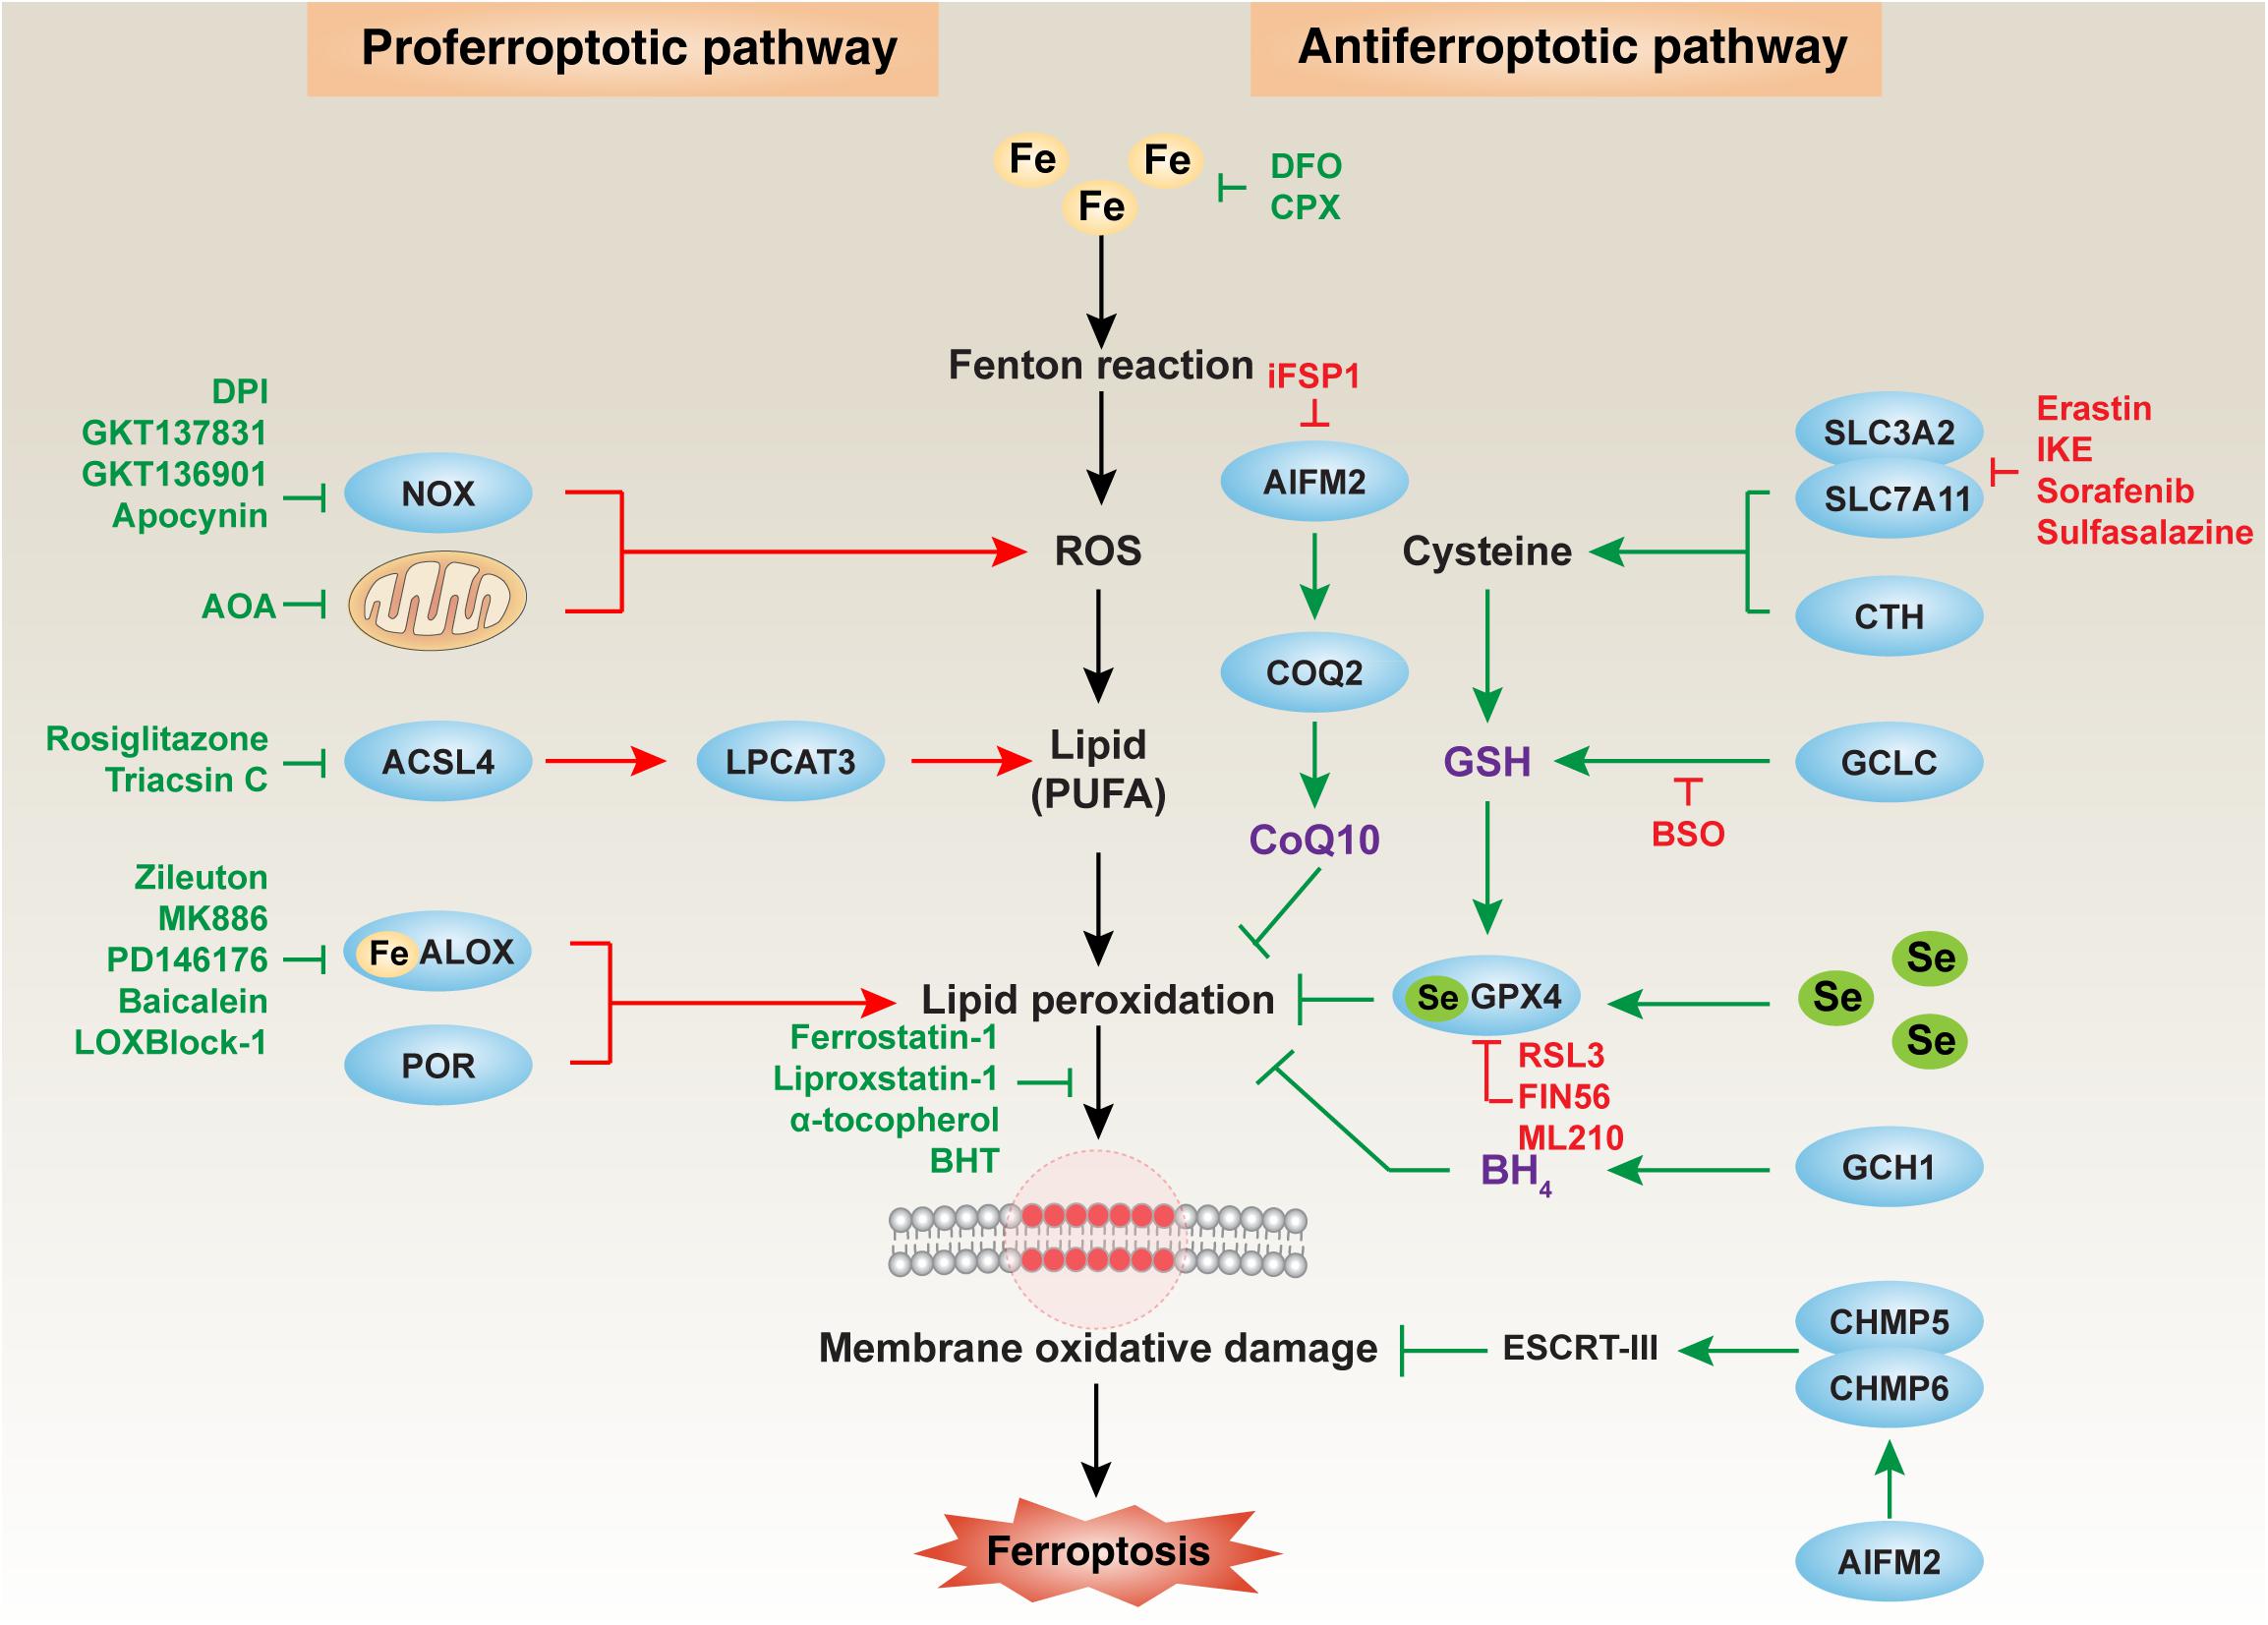 Proferroptotic pathway
Antiferroptotic pathway
Fe
Fe
Fe
DFO
CPX
Fenton reaction
iFSP1
DPI
GKT137831
GKT136901
Apocynin
NOX
AOA
ROS
AIFM2
COQ2
CoQ10
Cysteine
SLC3A2
SLC7A11
Erastin
IKE
Sorafenib
Sulfasalazine
CTH
Rosiglitazone
Triacsin C
ACSL4
LPCAT3
Lipid
(PUFA)
GSH
GCLC
BSO
Zileuton
MK886
PD146176
Baicalein
LOXBlock-1
Fe ALOX
POR
Lipid peroxidation
Se GPX4
Se
Se
Se
Ferrostatin-1
Liproxstatin-1
α-tocopherol
BHT
RSL3
FIN56
ML210
BH4
GCH1
Membrane oxidative damage
ESCRT-III
CHMP5
CHMP6
Ferroptosis
AIFM2